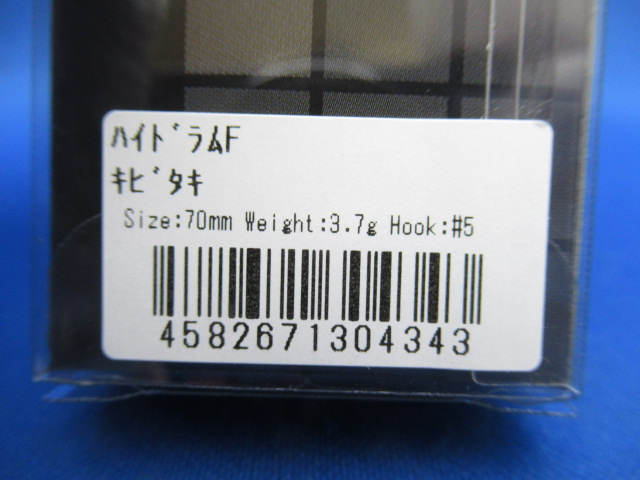 ﾊｲﾄﾞﾗムF
ｷﾋﾞﾀｷ
Size:70mm Weight:3.7g Hook:#5
4582671304343